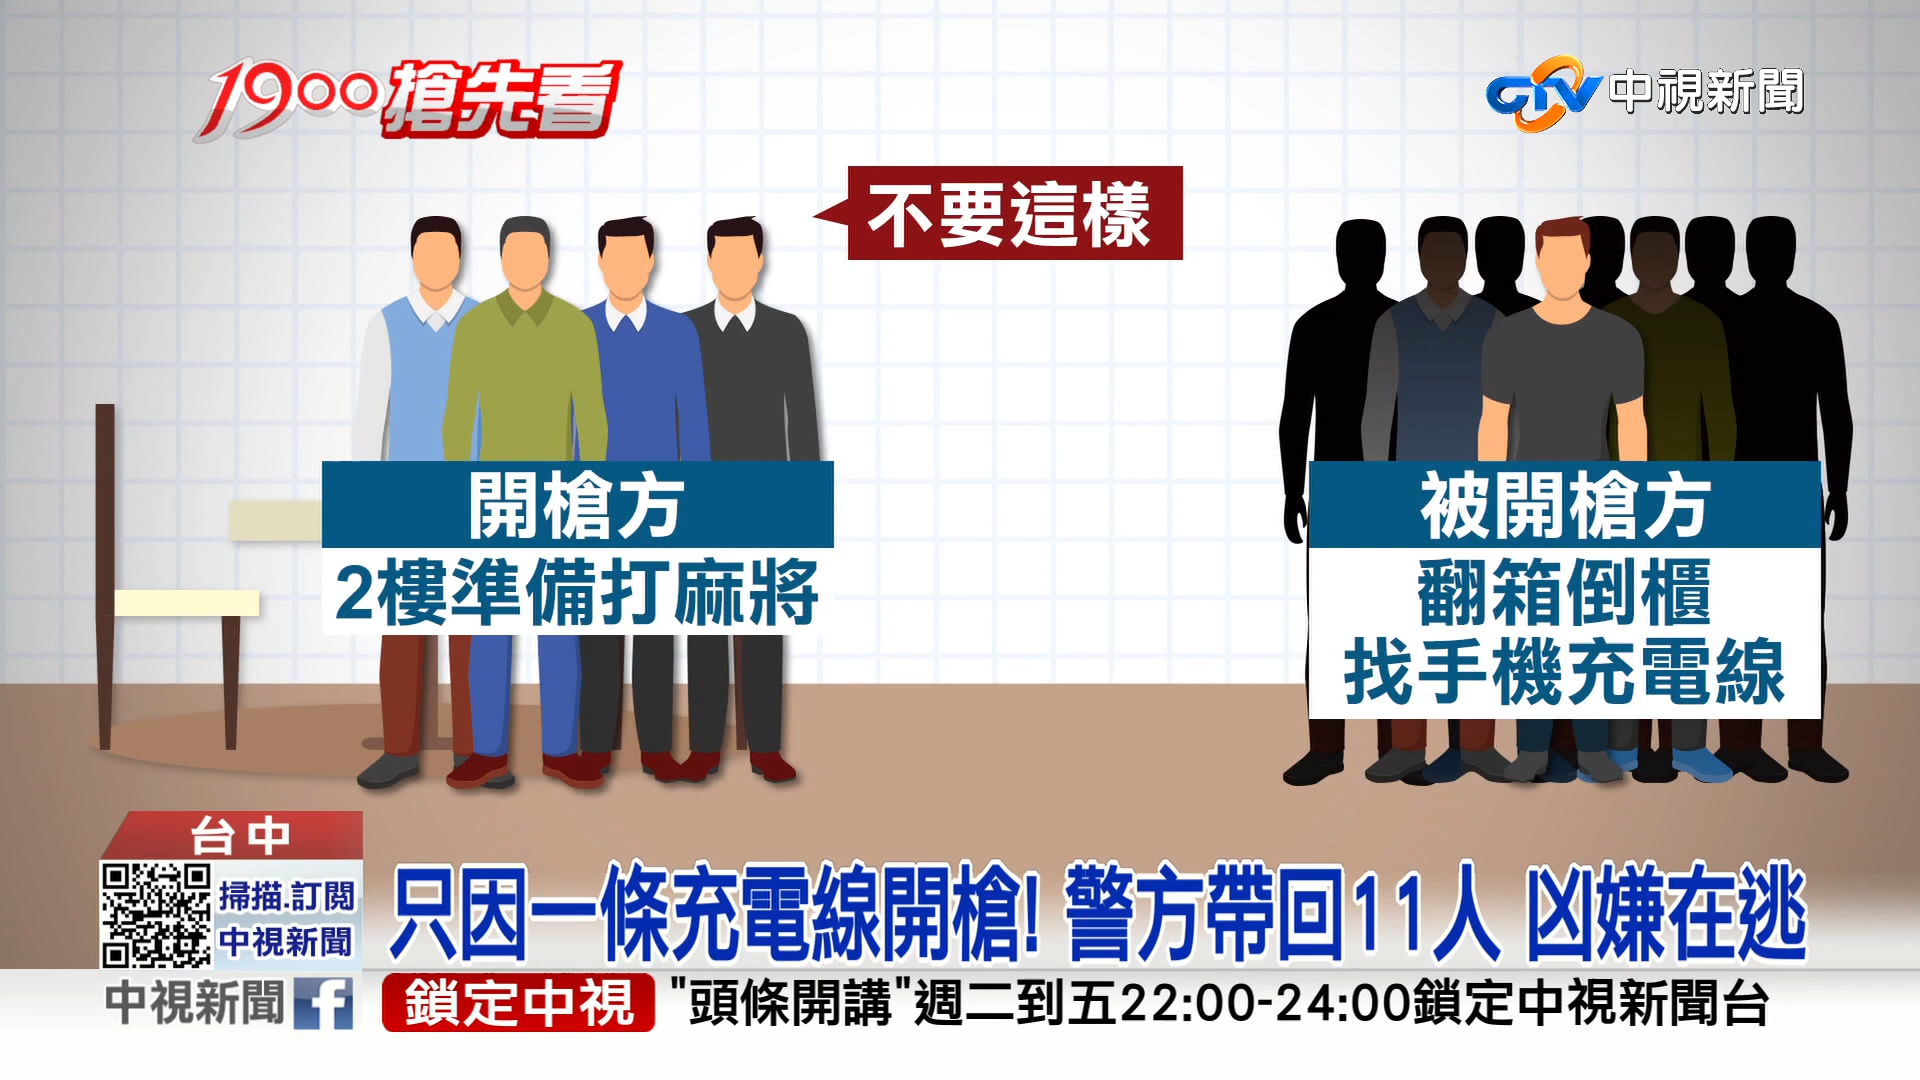 1900搶先看
CTV 中視新聞
不要這樣
開槍方
2樓準備打麻將
被開槍方
翻箱倒櫃
找手機充電線
台中
掃描.訂閱
中視新聞
只因一條充電線開槍! 警方帶回11人 凶嫌在逃
中視新聞 f
鎖定中視 "頭條開講"週二到五22:00-24:00鎖定中視新聞台